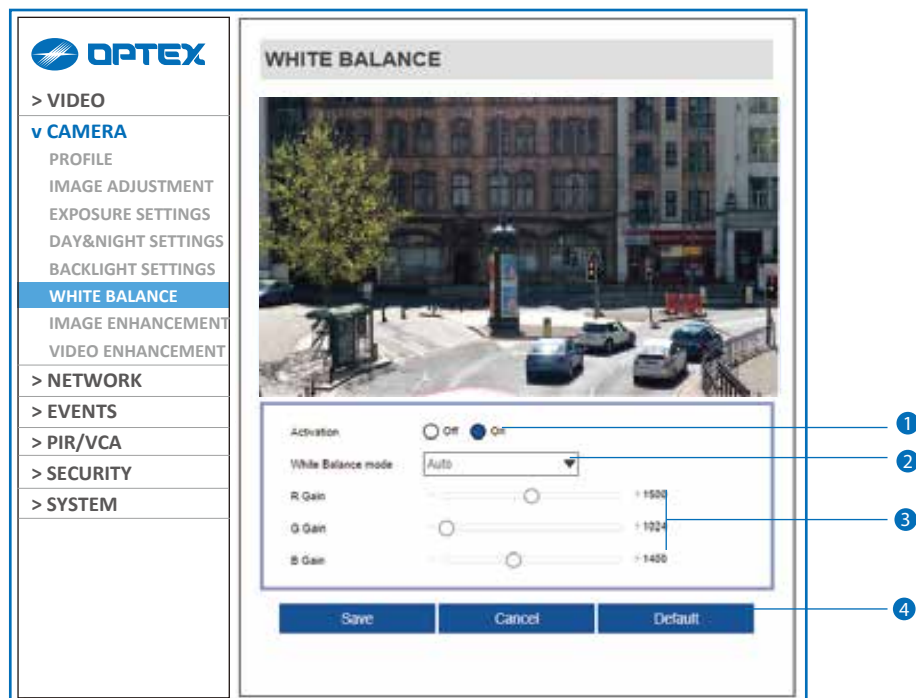 OPTEX
> VIDEO
v CAMERA
PROFILE
IMAGE ADJUSTMENT
EXPOSURE SETTINGS
DAY&NIGHT SETTINGS
BACKLIGHT SETTINGS
WHITE BALANCE
IMAGE ENHANCEMENT
VIDEO ENHANCEMENT
> NETWORK
> EVENTS
> PIR/VCA
> SECURITY
> SYSTEM
WHITE BALANCE
Activation Off On
White Balance mode Auto
R Gain - + 1500
G Gain - + 1024
B Gain - + 1400
Save Cancel Default
1
2
3
4